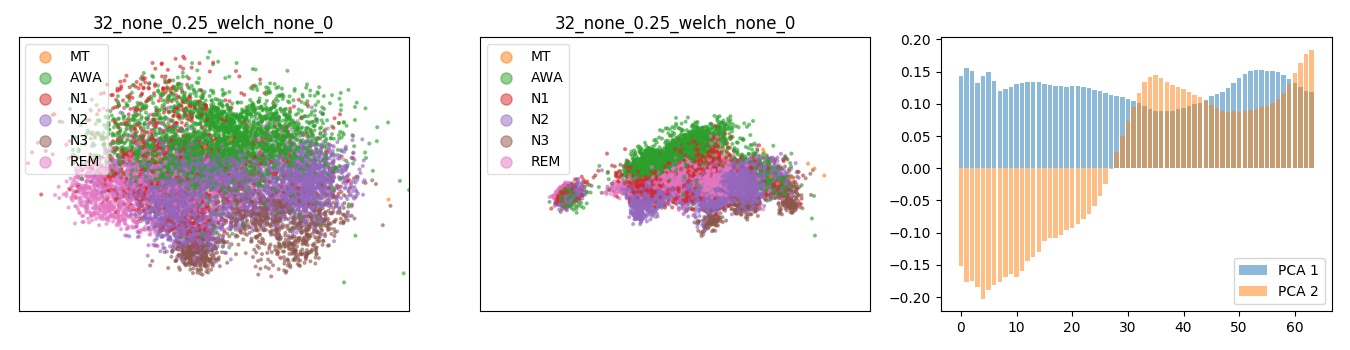 32_none_0.25_welch_none_0
MT
AWA
N1
N2
N3
REM
32_none_0.25_welch_none_0
MT
AWA
N1
N2
N3
REM
0.20
0.15
0.10
0.05
0.00
−0.05
−0.10
−0.15
−0.20
PCA 1
PCA 2
0 10 20 30 40 50 60